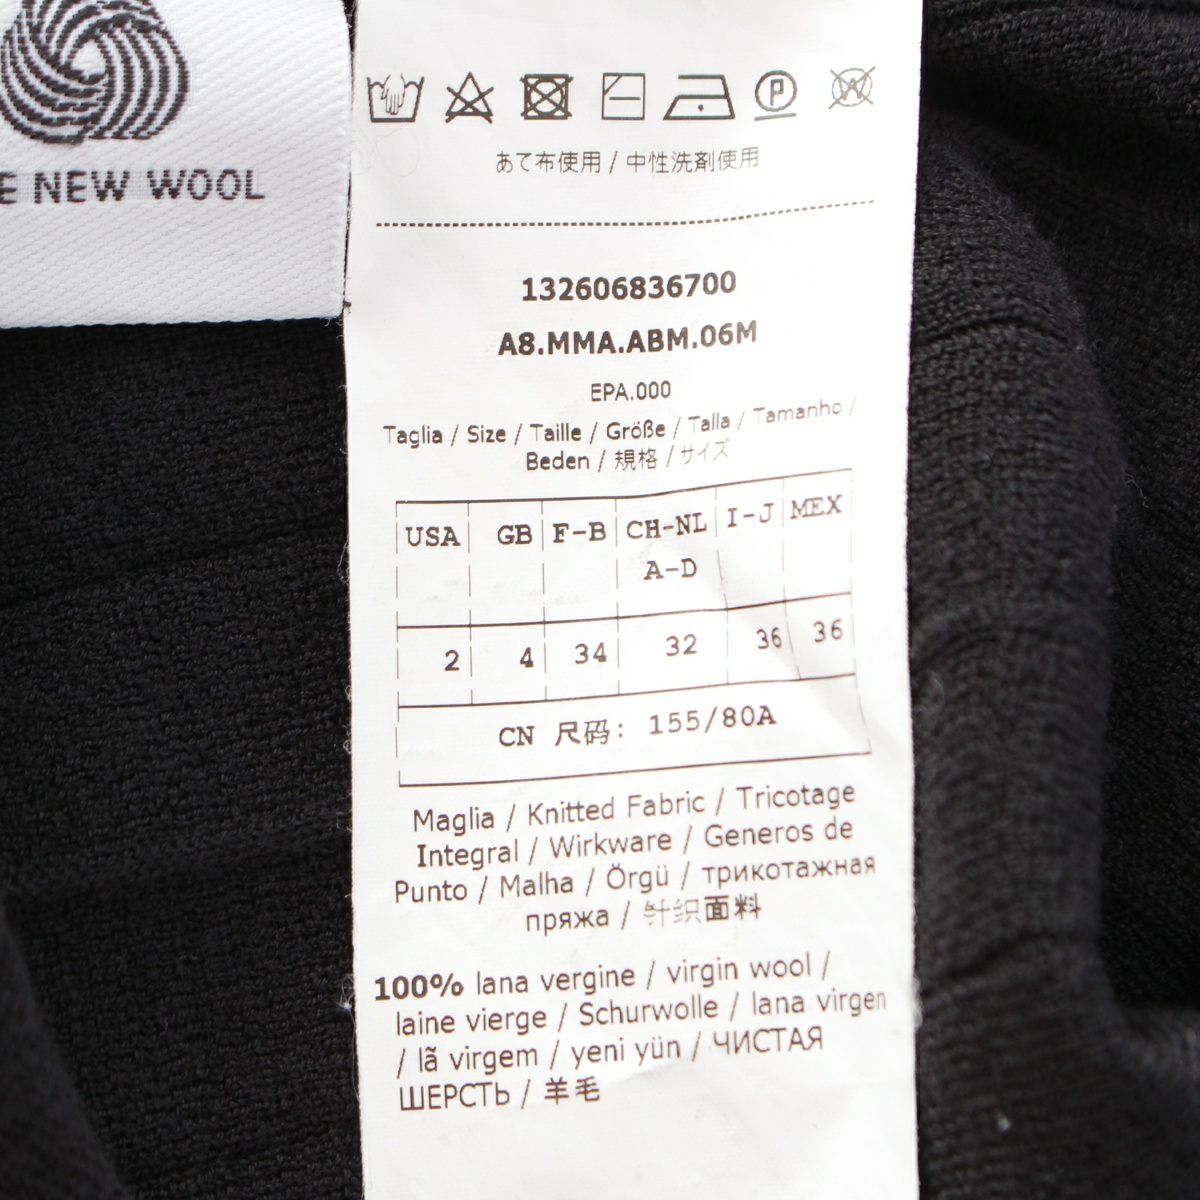 E NEW WOOL
P
W
あて布使用 / 中性洗剤使用
132606836700
A8.MMA.ABM.06M
EPA.000
Taglia / Size / Taille / Größe / Talla / Tamanho /
Beden / 規格 / サイズ
USA GB F-B CH-NL I-J MEX
A-D
2 4 34 32 36 36
CN 尺码: 155/80A
Maglia / Knitted Fabric / Tricotage
Integral / Wirkware / Generos de
Punto / Malha / Örgü / трикотажная
пряжа / 针织面料
100% lana vergine / virgin wool /
laine vierge / Schurwolle / lana virgen
/ lã virgem / yeni yün / ЧИСТАЯ
ШЕРСТЬ / 羊毛